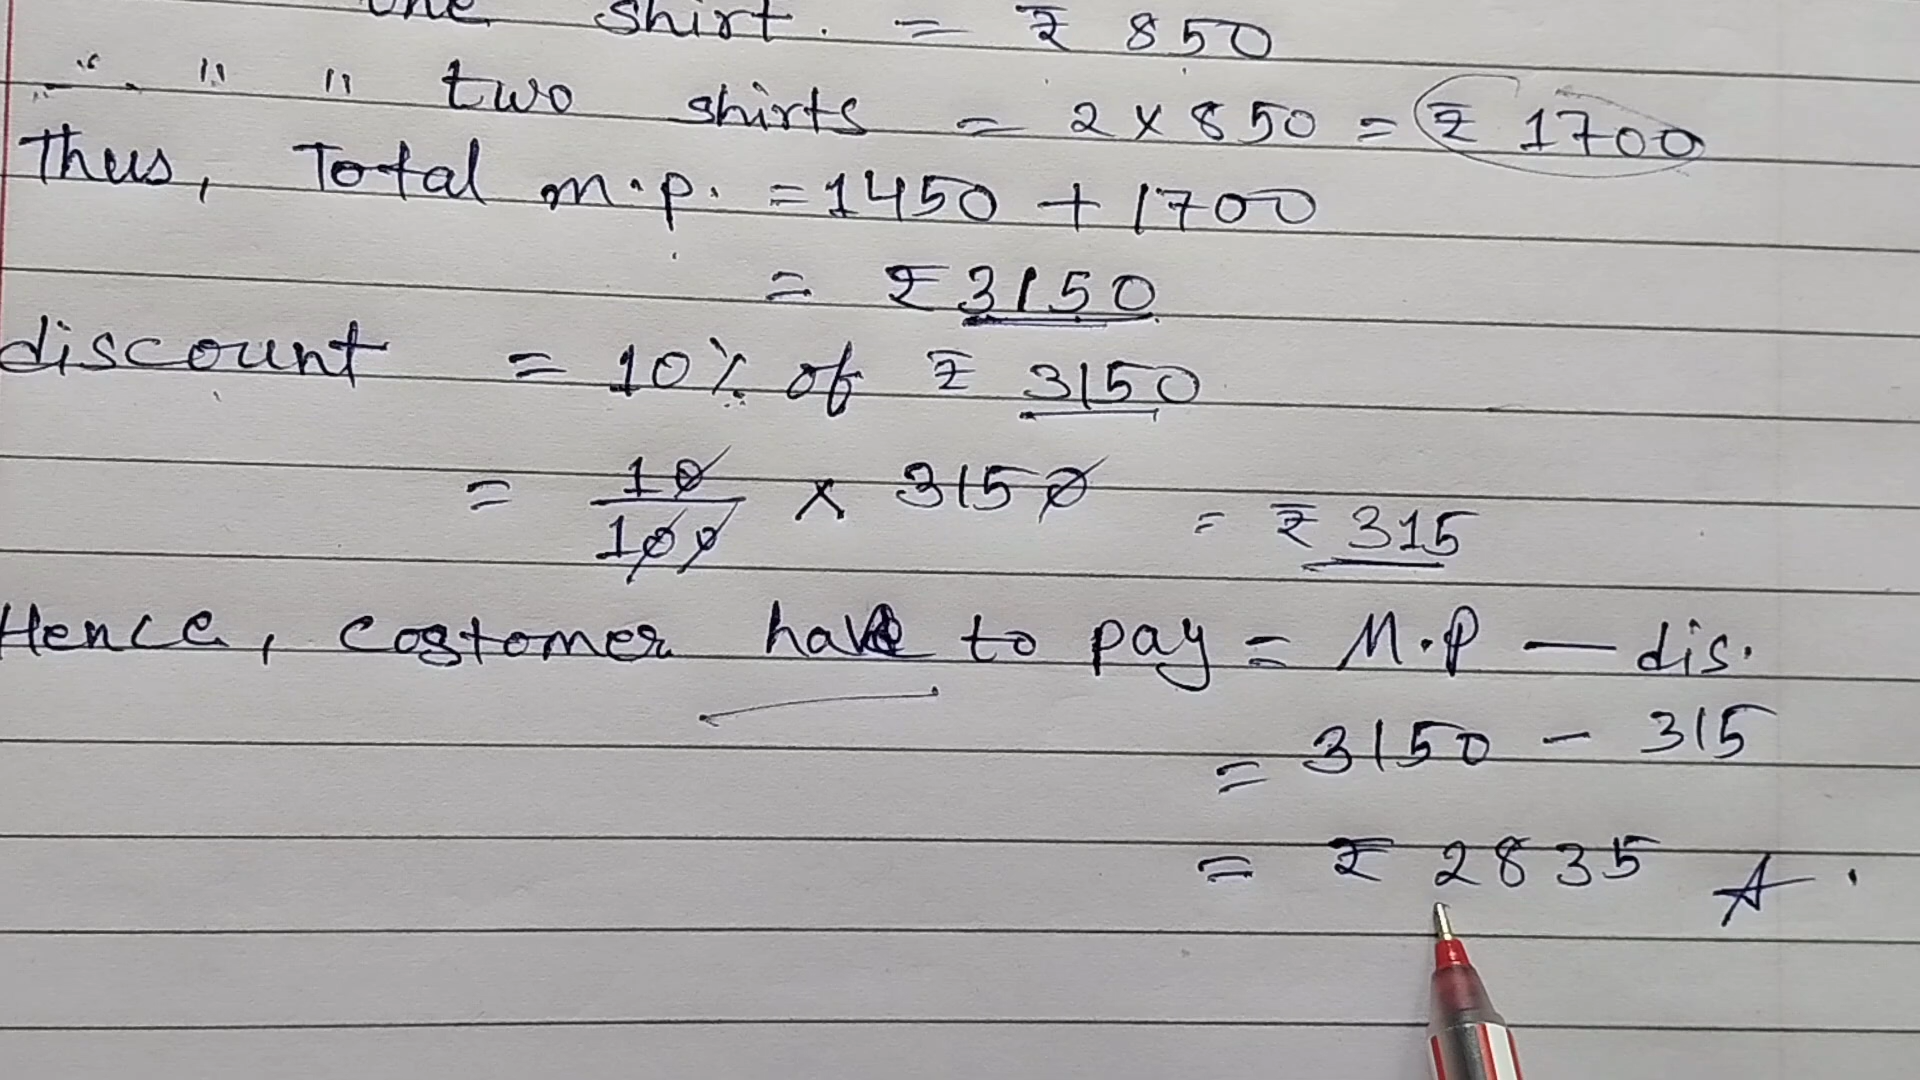 one shirt. = ₹ 850
" " " two shirts = 2 × 850 = ₹ 1700
Thus, Total m.p. = 1450 + 1700
= ₹ 3150
discount = 10% of ₹ 3150
= 10/100 × 3150 = ₹ 315
Hence, costomer have to pay = M.P — dis.
= 3150 - 315
= ₹ 2835 A.